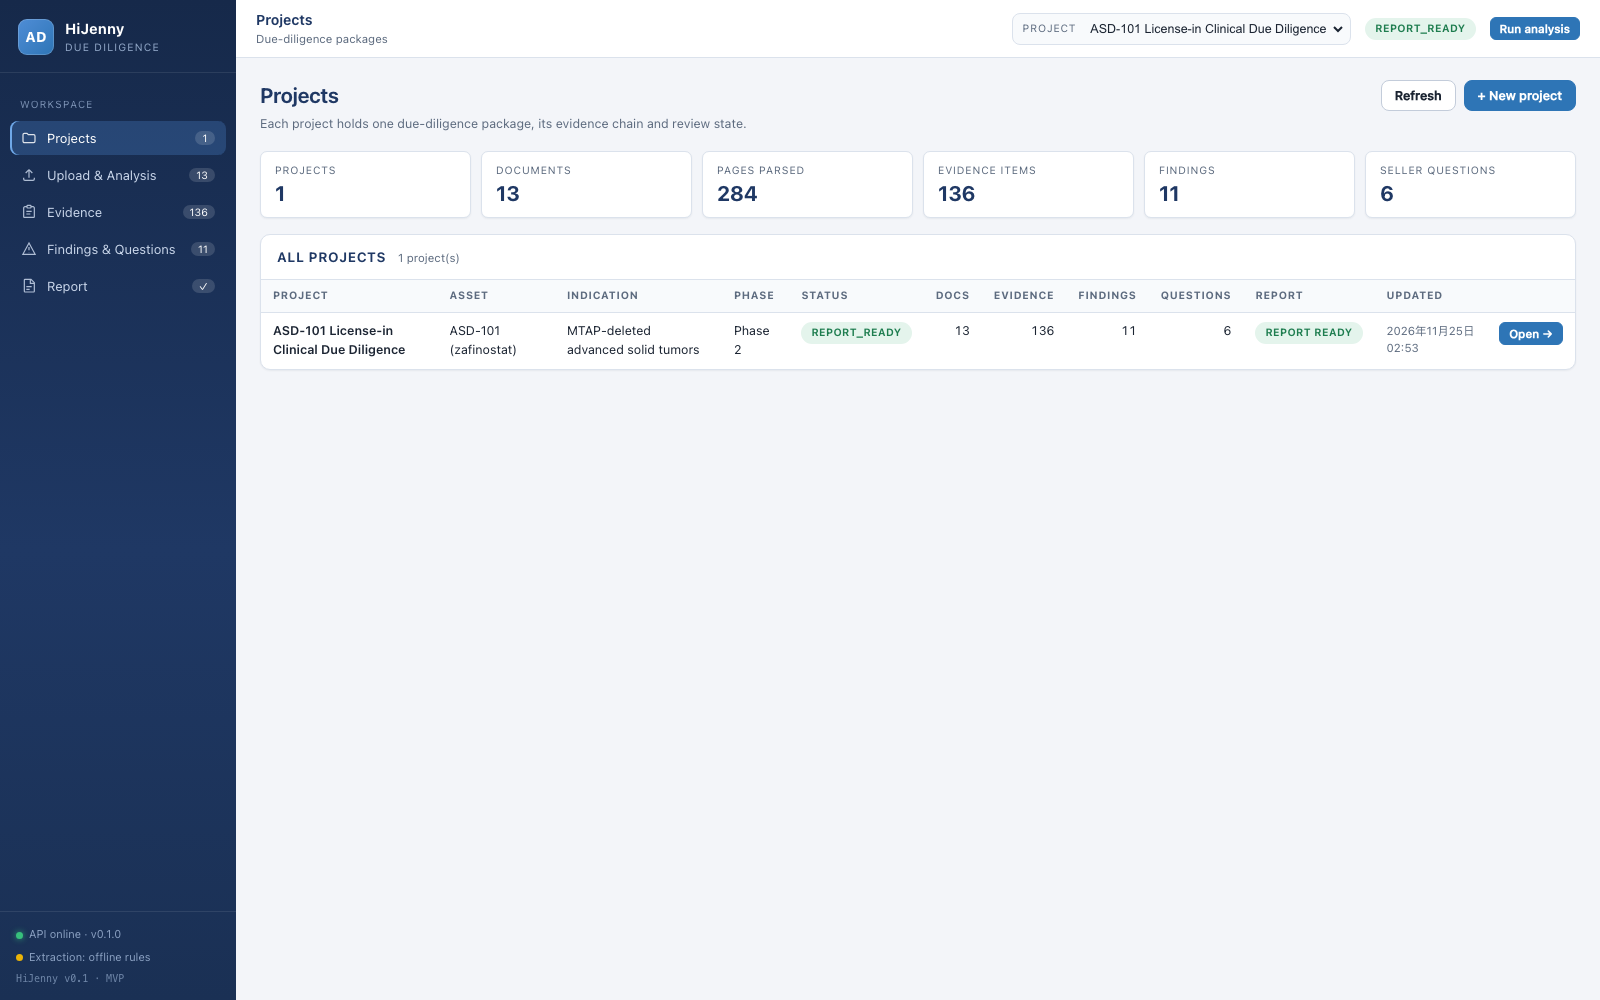 AD
HiJenny
DUE DILIGENCE
WORKSPACE
Projects 1
Upload & Analysis 13
Evidence 136
Findings & Questions 11
Report ✓
API online · v0.1.0
Extraction: offline rules
HiJenny v0.1 · MVP
Projects
Due-diligence packages
PROJECT ASD-101 License-in Clinical Due Diligence
REPORT_READY
Run analysis
Projects
Each project holds one due-diligence package, its evidence chain and review state.
Refresh
+ New project
PROJECTS
1
DOCUMENTS
13
PAGES PARSED
284
EVIDENCE ITEMS
136
FINDINGS
11
SELLER QUESTIONS
6
ALL PROJECTS 1 project(s)
PROJECT ASSET INDICATION PHASE STATUS DOCS EVIDENCE FINDINGS QUESTIONS REPORT UPDATED
ASD-101 License-in
Clinical Due Diligence
ASD-101
(zafinostat)
MTAP-deleted
advanced solid tumors
Phase
2
REPORT_READY
13
136
11
6
REPORT READY
2026年11月25日
02:53
Open →